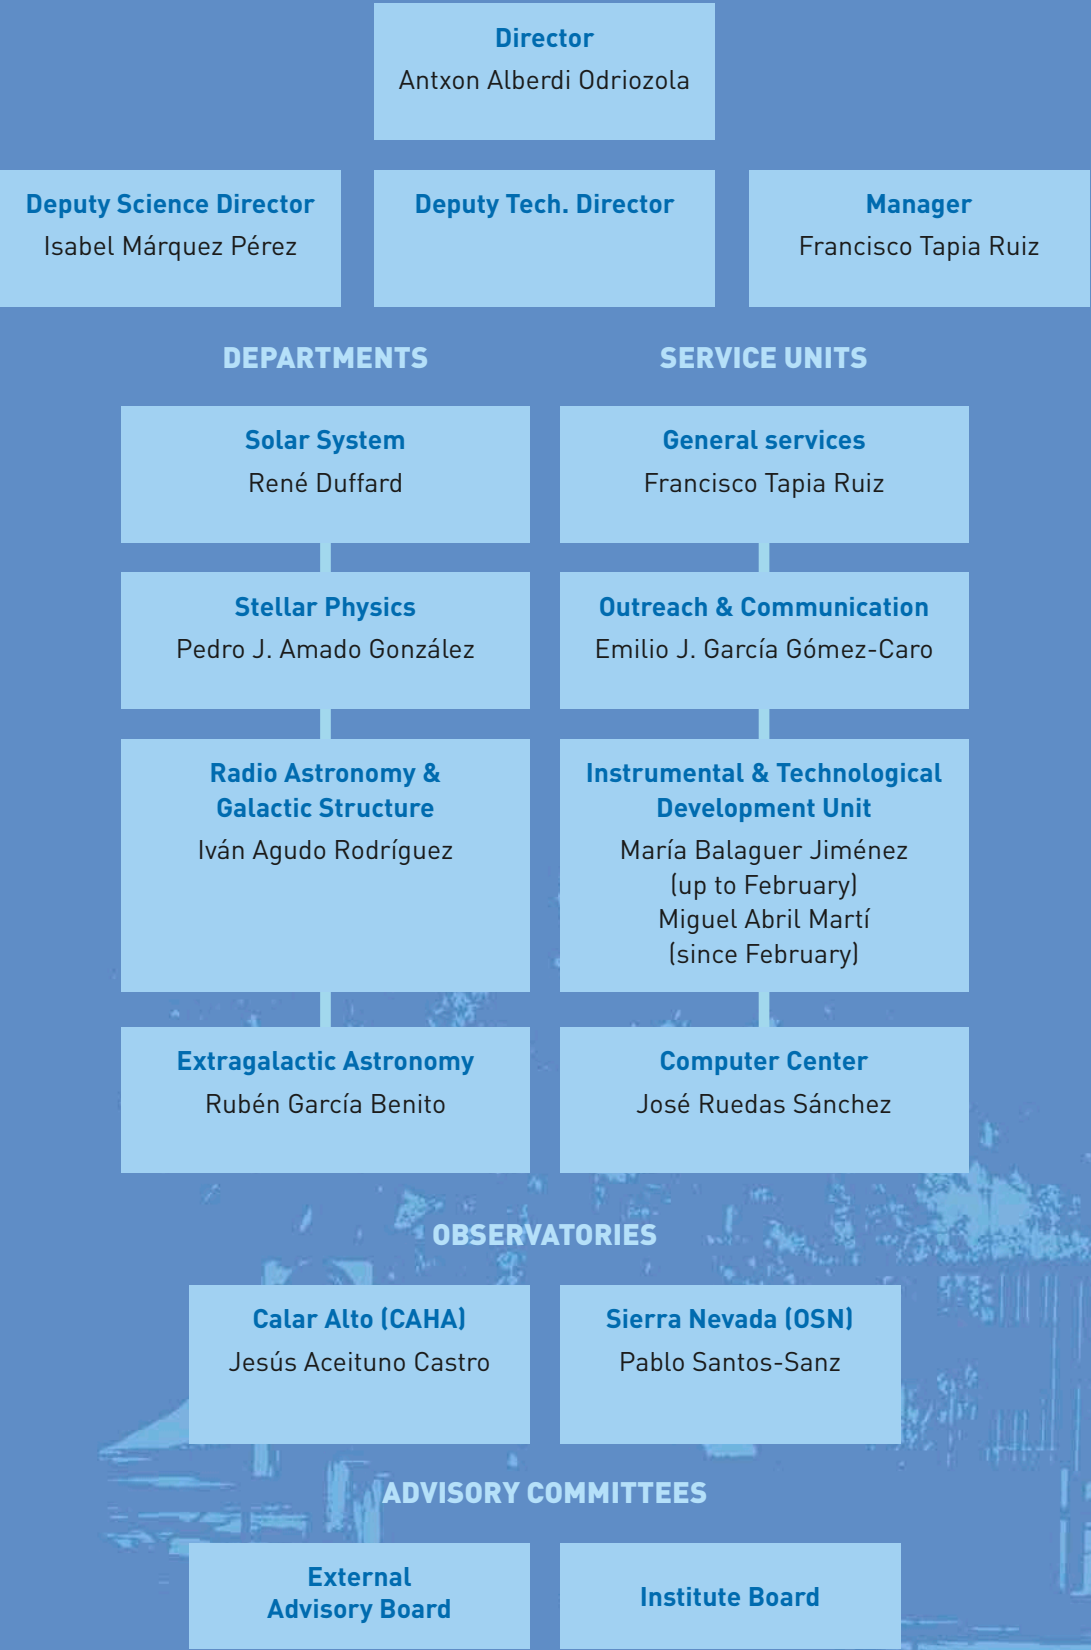 Director
Antxon Alberdi Odriozola
Deputy Science Director
Isabel Márquez Pérez
Deputy Tech. Director
Manager
Francisco Tapia Ruiz
DEPARTMENTS
Solar System
René Duffard
Stellar Physics
Pedro J. Amado González
Radio Astronomy &
Galactic Structure
Iván Agudo Rodríguez
Extragalactic Astronomy
Rubén García Benito
SERVICE UNITS
General services
Francisco Tapia Ruiz
Outreach & Communication
Emilio J. García Gómez-Caro
Instrumental & Technological
Development Unit
María Balaguer Jiménez
(up to February)
Miguel Abril Martí
(since February)
Computer Center
José Ruedas Sánchez
OBSERVATORIES
Calar Alto (CAHA)
Jesús Aceituno Castro
Sierra Nevada (OSN)
Pablo Santos-Sanz
ADVISORY COMMITTEES
External
Advisory Board
Institute Board